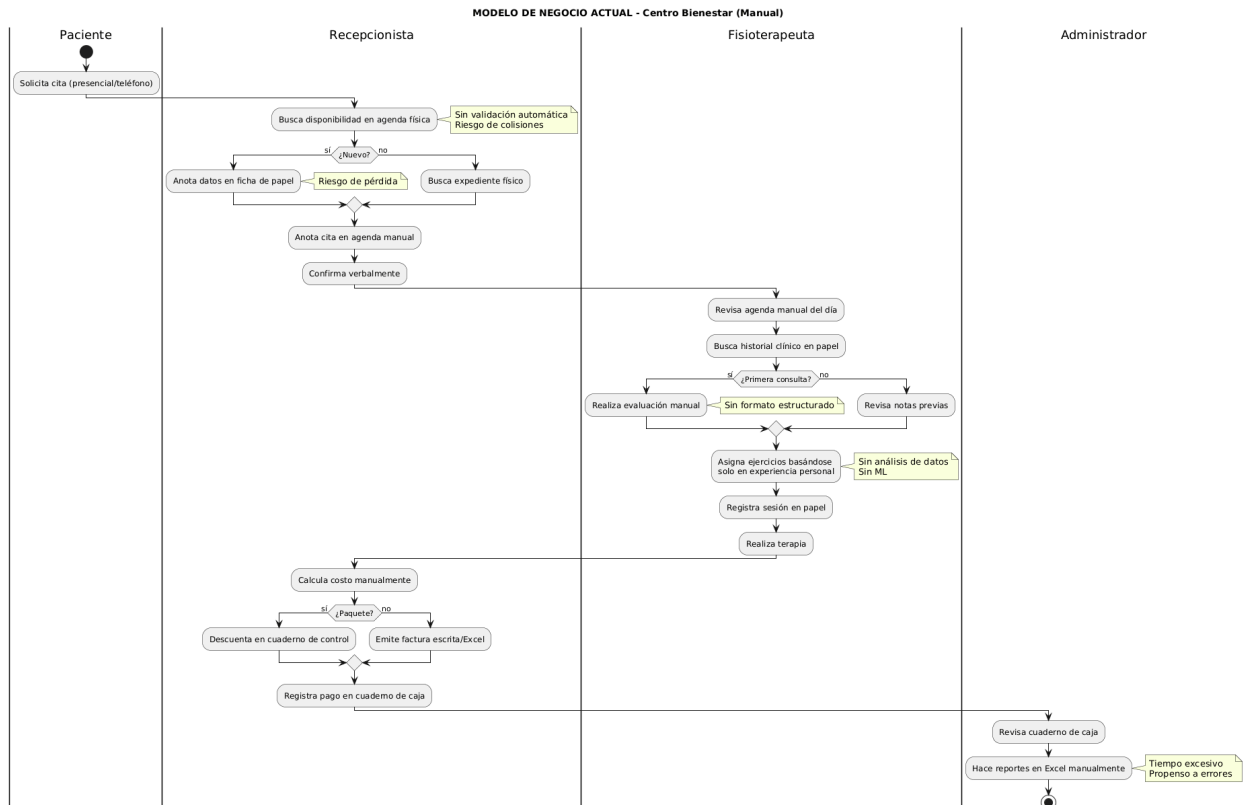 MODELO DE NEGOCIO ACTUAL - Centro Bienestar (Manual)
Paciente
Recepcionista
Fisioterapeuta
Administrador
Solicita cita (presencial/teléfono)
Busca disponibilidad en agenda física
Sin validación automática
Riesgo de colisiones
sí
¿Nuevo?
no
Anota datos en ficha de papel
Riesgo de pérdida
Busca expediente físico
Anota cita en agenda manual
Confirma verbalmente
Revisa agenda manual del día
Busca historial clínico en papel
sí
¿Primera consulta?
no
Realiza evaluación manual
Sin formato estructurado
Revisa notas previas
Asigna ejercicios basándose
solo en experiencia personal
Sin análisis de datos
Sin ML
Registra sesión en papel
Realiza terapia
Calcula costo manualmente
sí
¿Paquete?
no
Descuenta en cuaderno de control
Emite factura escrita/Excel
Registra pago en cuaderno de caja
Revisa cuaderno de caja
Hace reportes en Excel manualmente
Tiempo excesivo
Propenso a errores